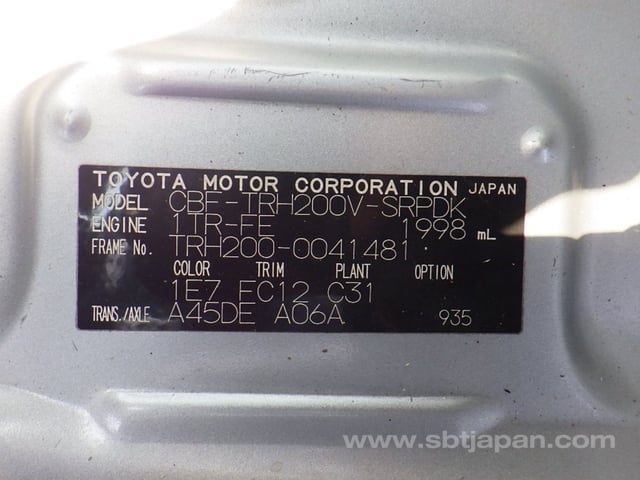 TOYOTA MOTOR CORPORATION JAPAN
MODEL CBF-TRH200V-SRPDK
ENGINE 1TR-FE 1998 mL
FRAME No. TRH200-0041481
COLOR TRIM PLANT OPTION
1E7 FC12 C31
TRANS./AXLE A45DE A06A 935
www.sbtjapan.com